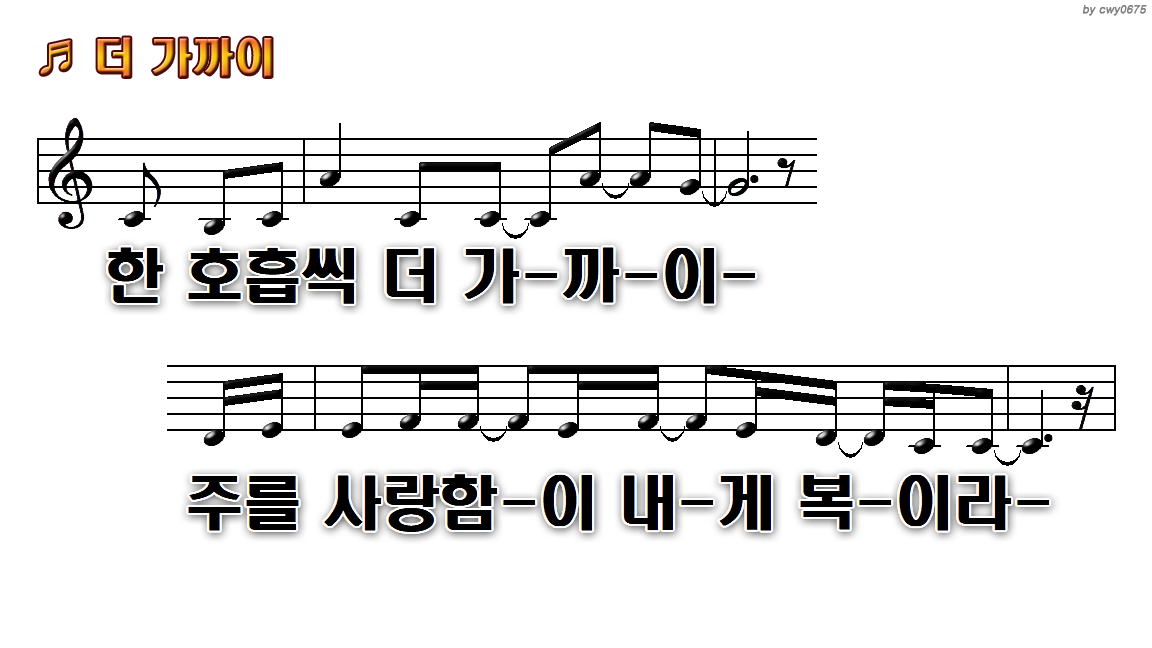 by cwy0675
♬ 더 가까이
한 호흡씩 더 가-까-이-
주를 사랑함-이 내-게 복-이라-